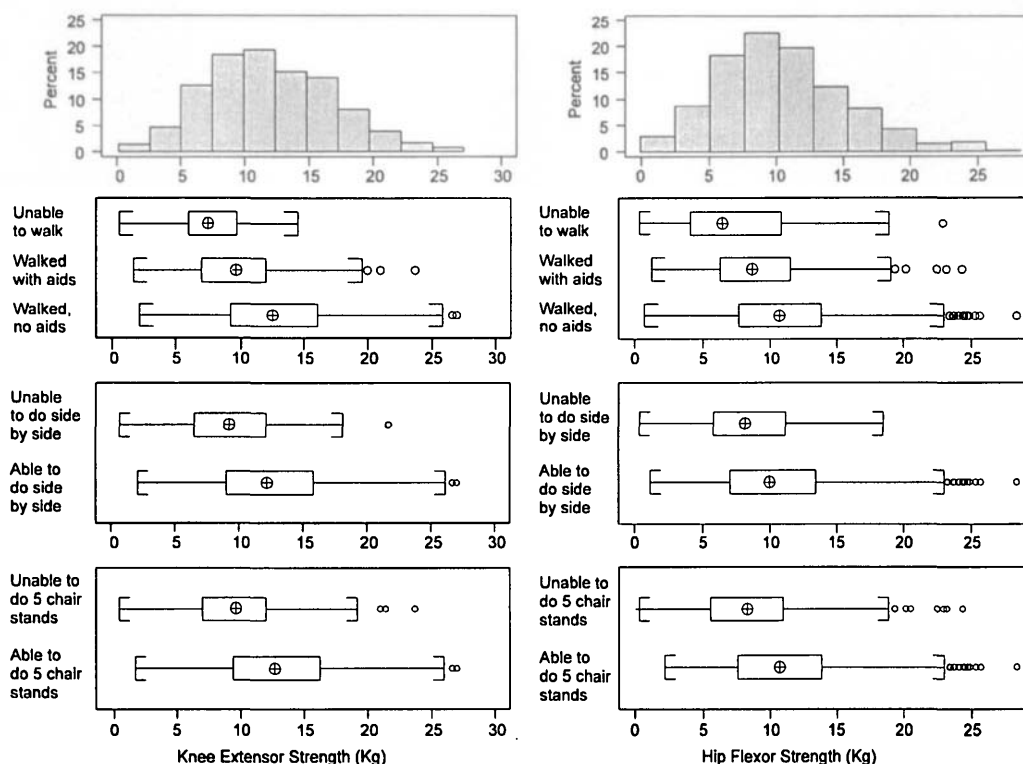 25
20
15
10
5
0
Percent
0 5 10 15 20 25 30
25
20
15
10
5
0
Percent
0 5 10 15 20 25
Unable
to walk
Walked
with aids
Walked,
no aids
0 5 10 15 20 25 30
Unable
to walk
Walked
with aids
Walked,
no aids
0 5 10 15 20 25
Unable
to do side
by side
Able to
do side
by side
0 5 10 15 20 25 30
Unable
to do side
by side
Able to
do side
by side
0 5 10 15 20 25
Unable to
do 5 chair
stands
Able to
do 5 chair
stands
0 5 10 15 20 25 30
Knee Extensor Strength (Kg)
Unable to
do 5 chair
stands
Able to
do 5 chair
stands
0 5 10 15 20 25
Hip Flexor Strength (Kg)